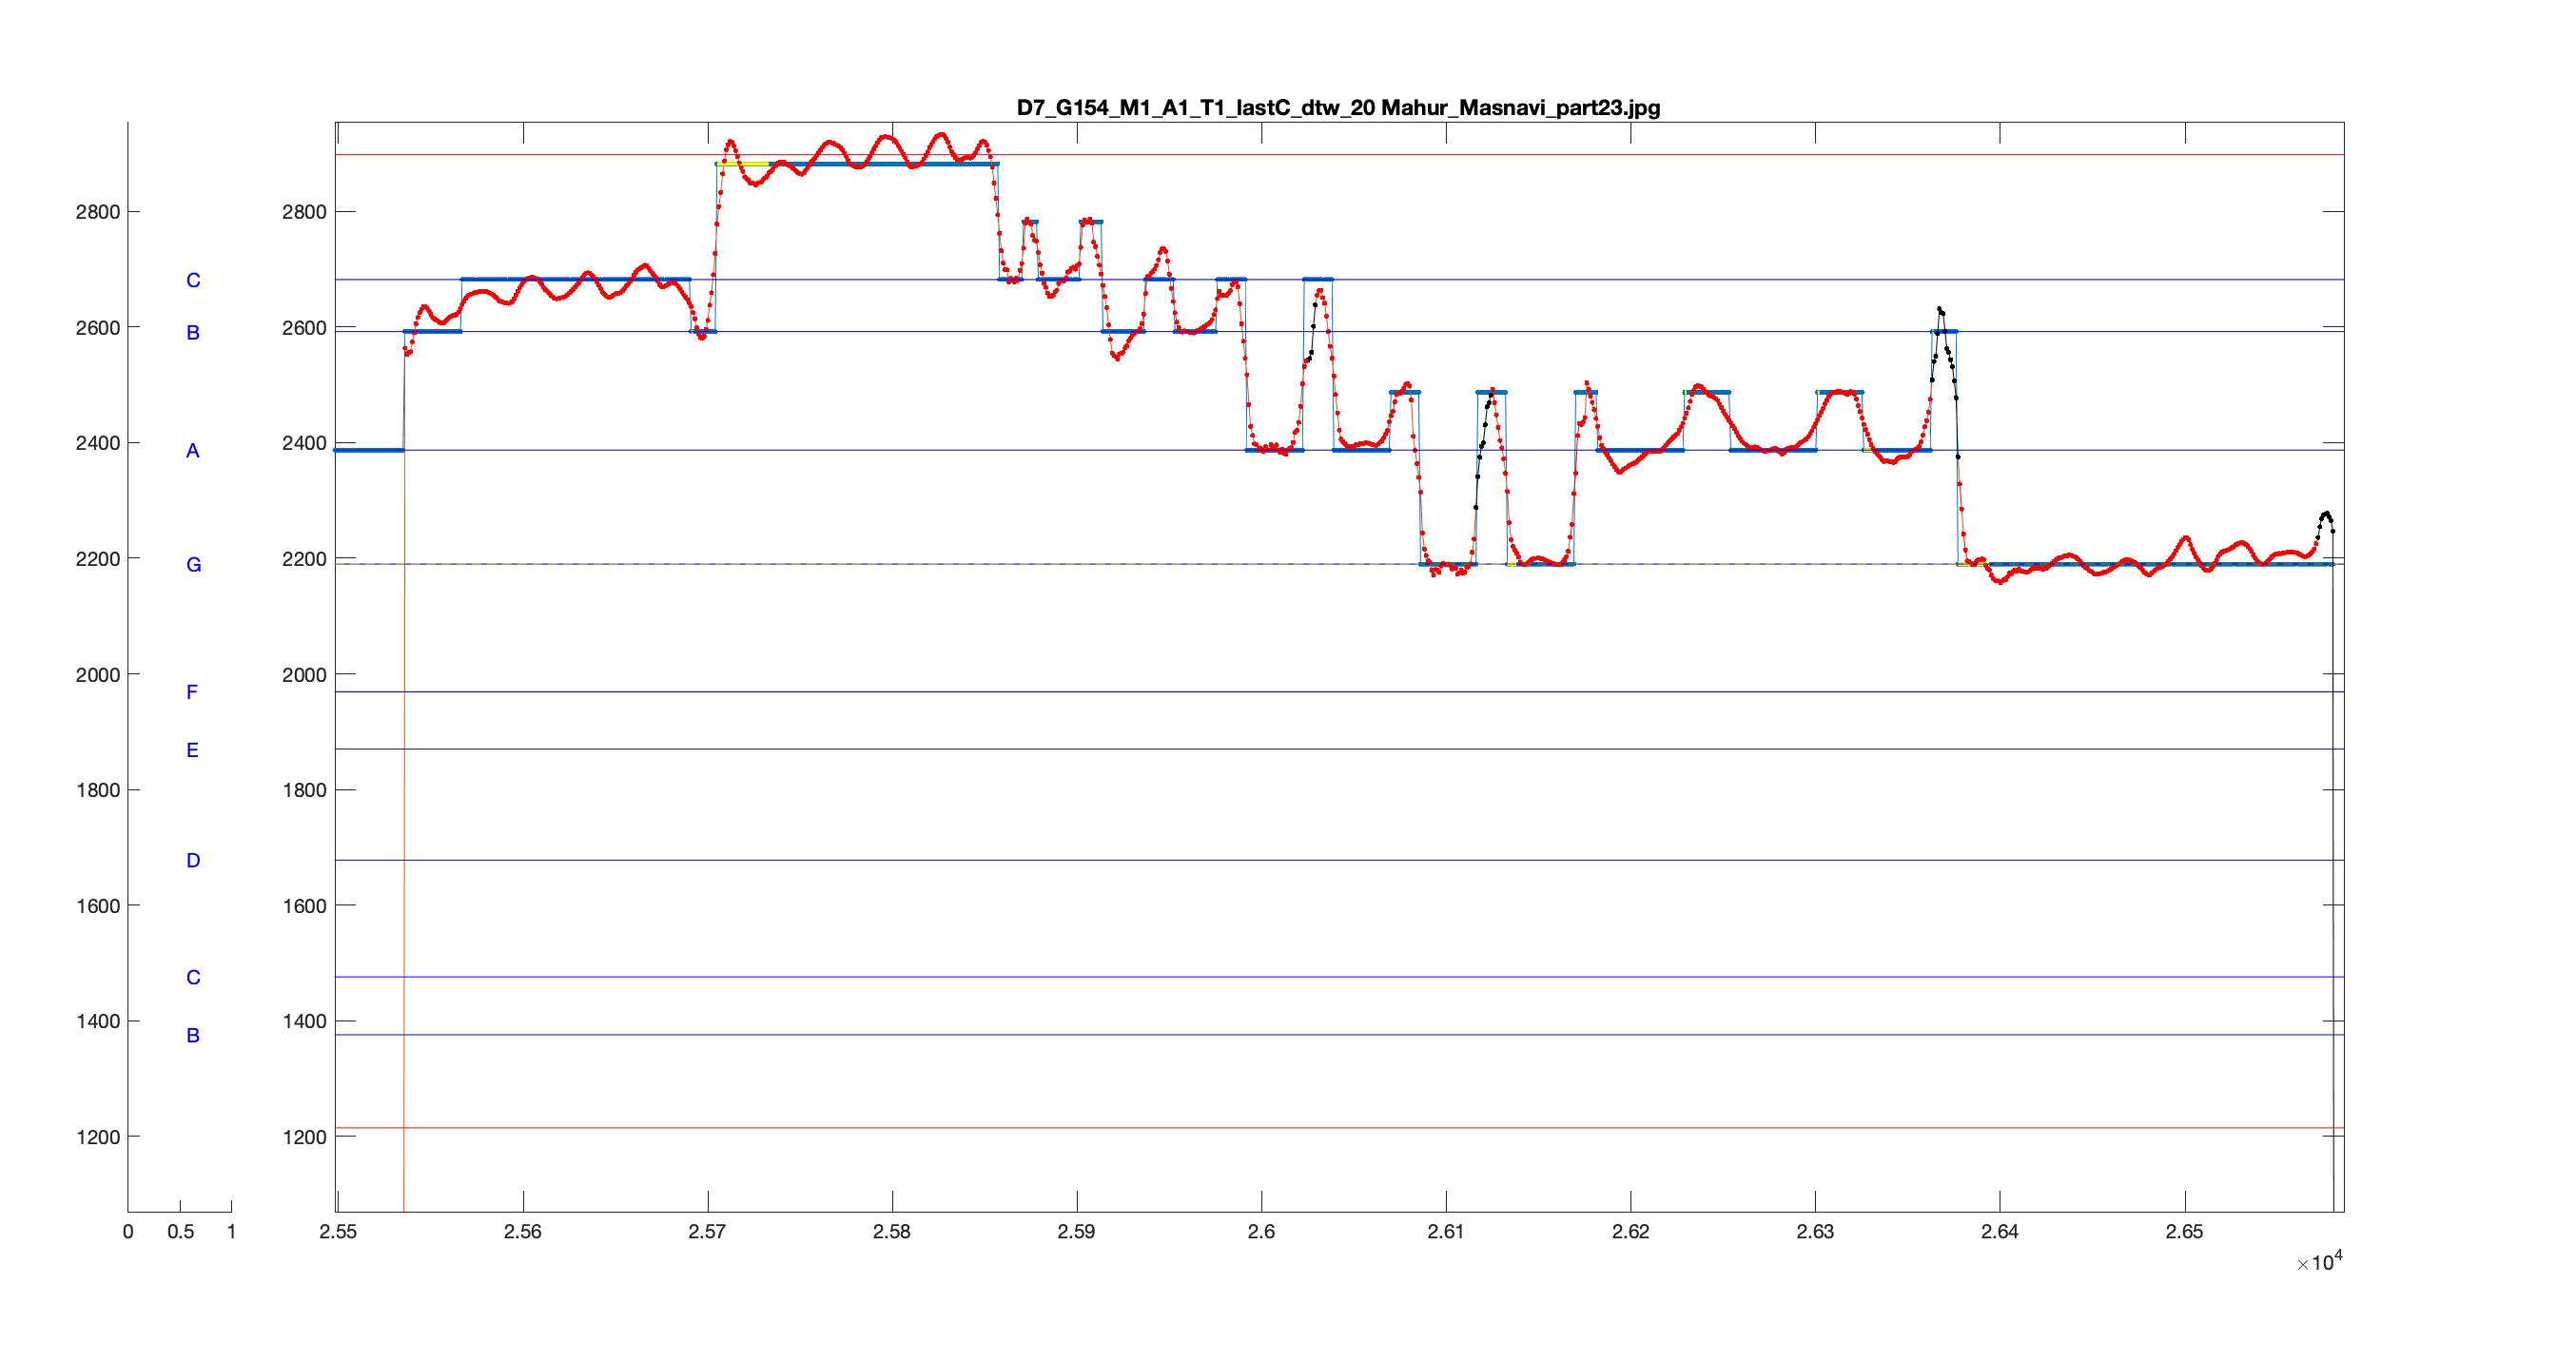 D7_G154_M1_A1_T1_lastC_dtw_20 Mahur_Masnavi_part23.jpg
2800 2800
C
2600 B 2600
2400 A 2400
2200 G 2200
2000 2000
F
E
1800 1800
D
1600 1600
C
1400 B 1400
1200 1200
0 0.5 1 2.55 2.56 2.57 2.58 2.59 2.6 2.61 2.62 2.63 2.64 2.65
×10⁴